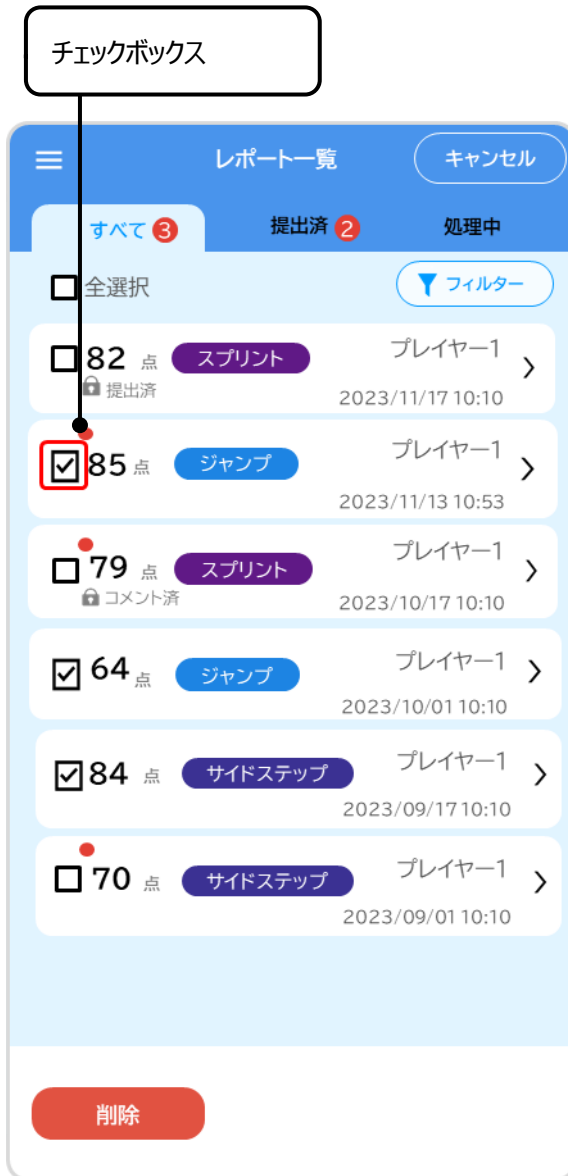 チェックボックス
レポート一覧
キャンセル
すべて 3
提出済 2
処理中
全選択
フィルター
82 点 スプリント プレイヤー1
提出済
2023/11/17 10:10
85 点 ジャンプ プレイヤー1
2023/11/13 10:53
79 点 スプリント プレイヤー1
コメント済
2023/10/17 10:10
64 点 ジャンプ プレイヤー1
2023/10/01 10:10
84 点 サイドステップ プレイヤー1
2023/09/17 10:10
70 点 サイドステップ プレイヤー1
2023/09/01 10:10
削除